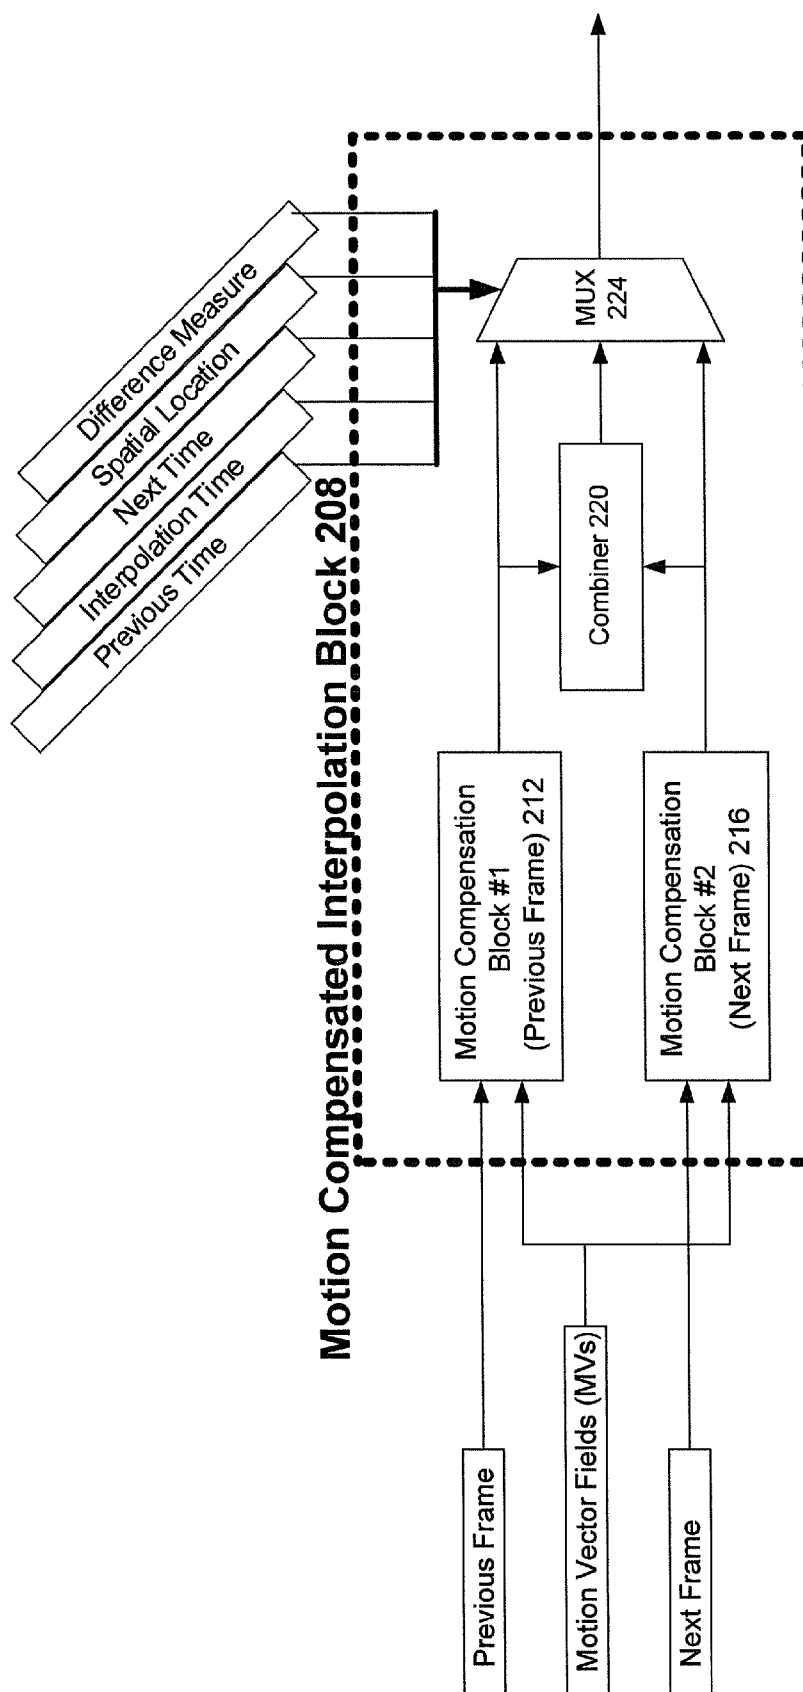 Difference Measure
Spatial Location
Next Time
Interpolation Time
Previous Time
Motion Compensated Interpolation Block 208
Previous Frame
Motion Vector Fields (MVs)
Next Frame
Motion Compensation
Block #1
(Previous Frame) 212
Motion Compensation
Block #2
(Next Frame) 216
Combiner 220
MUX
224